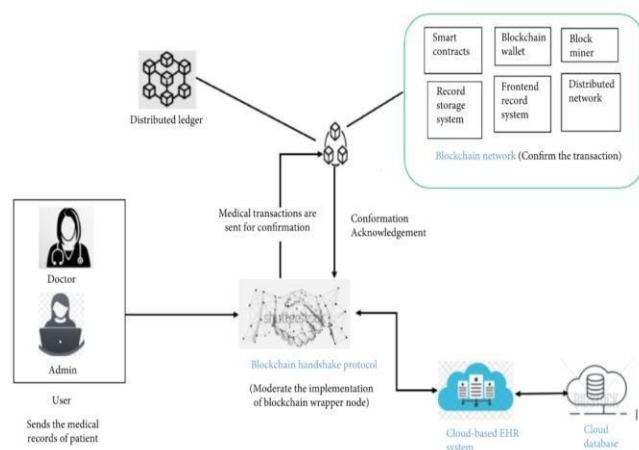 Smart
contracts
Blockchain
wallet
Block
miner
Record
storage
system
Frontend
record
system
Distributed
network
Blockchain network (Confirm the transaction)
Distributed ledger
Medical transactions are
sent for confirmation
Conformation
Acknowledgement
Doctor
Admin
User
Sends the medical
records of patient
shutterstock
Blockchain handshake protocol
(Moderate the implementation
of blockchain wrapper node)
Cloud-based EHR
system
Cloud
database